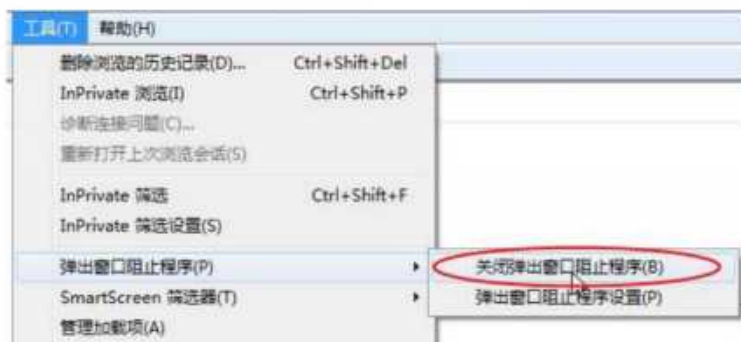 工具(T) 帮助(H)
删除浏览的历史记录(D)... Ctrl+Shift+Del
InPrivate 浏览(I) Ctrl+Shift+P
诊断连接问题(C)...
重新打开上次浏览会话(S)
InPrivate 筛选 Ctrl+Shift+F
InPrivate 筛选设置(S)
弹出窗口阻止程序(P) 关闭弹出窗口阻止程序(B)
SmartScreen 筛选器(T) 弹出窗口阻止程序设置(P)
管理加载项(A)